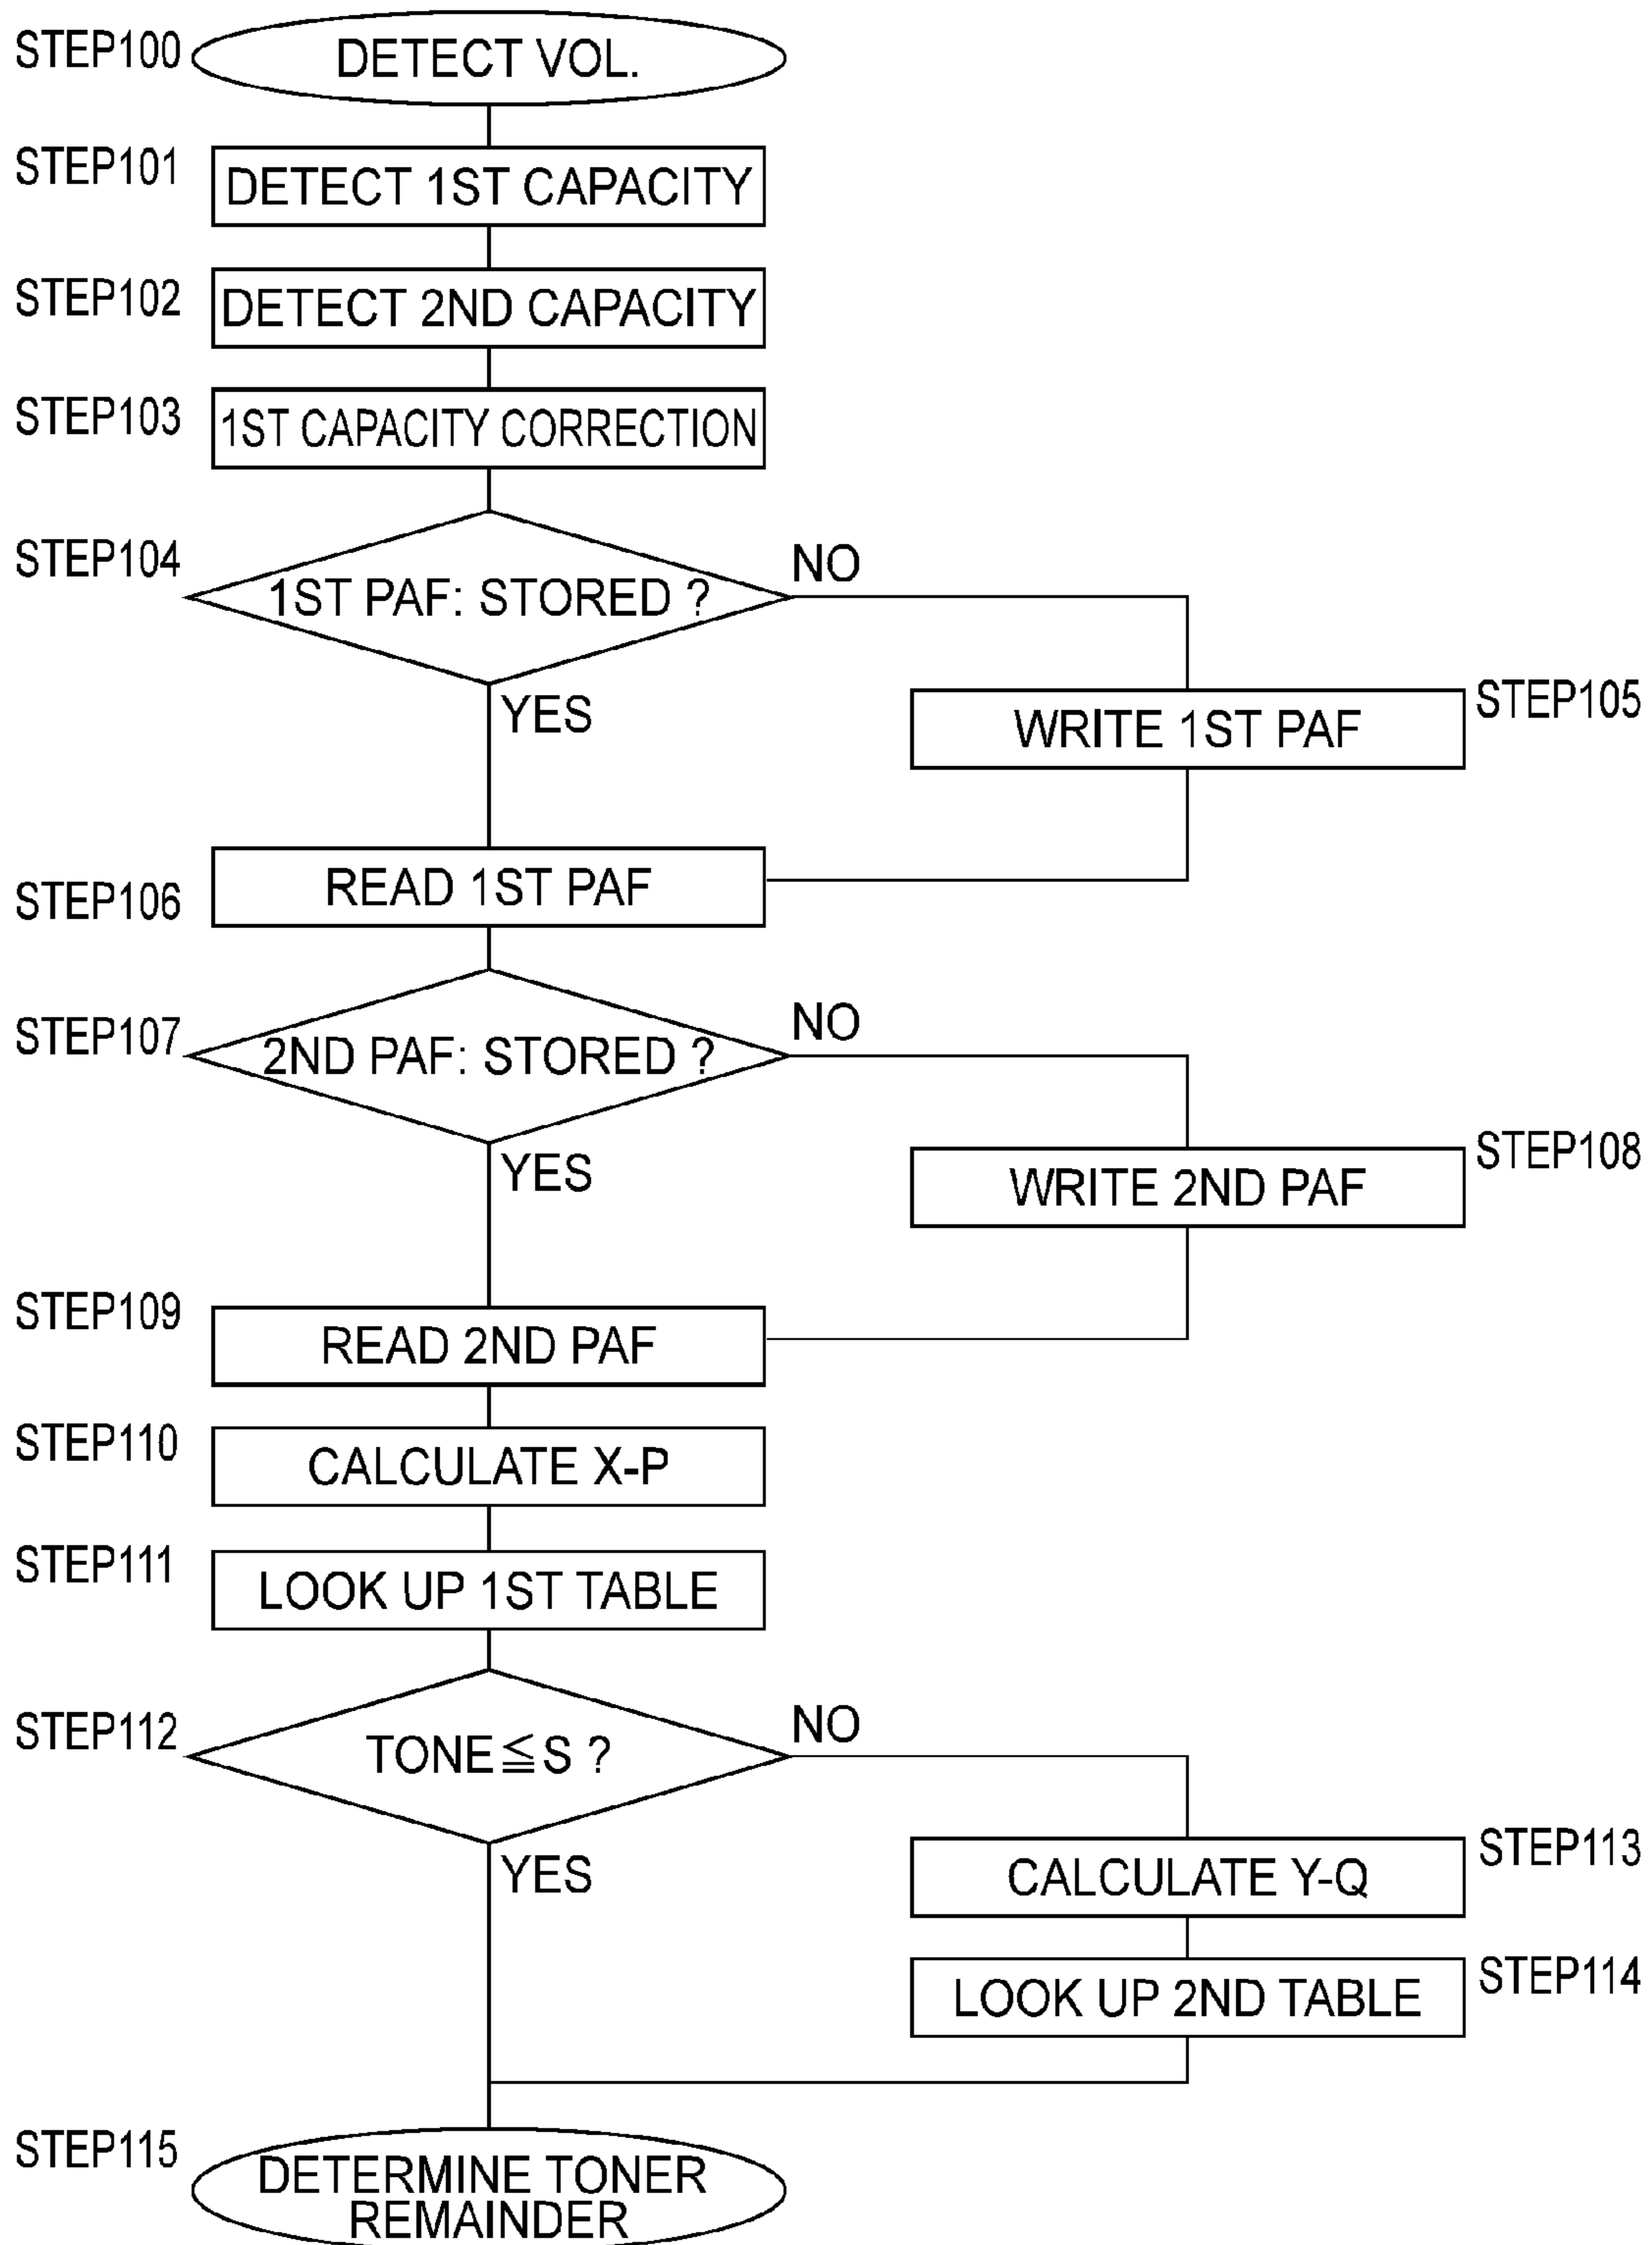 STEP100
DETECT VOL.
STEP101
DETECT 1ST CAPACITY
STEP102
DETECT 2ND CAPACITY
STEP103
1ST CAPACITY CORRECTION
STEP104
1ST PAF: STORED ?
NO
YES
WRITE 1ST PAF
STEP105
STEP106
READ 1ST PAF
STEP107
2ND PAF: STORED ?
NO
YES
WRITE 2ND PAF
STEP108
STEP109
READ 2ND PAF
STEP110
CALCULATE X-P
STEP111
LOOK UP 1ST TABLE
STEP112
TONE≦S ?
NO
YES
CALCULATE Y-Q
STEP113
LOOK UP 2ND TABLE
STEP114
STEP115
DETERMINE TONER
REMAINDER